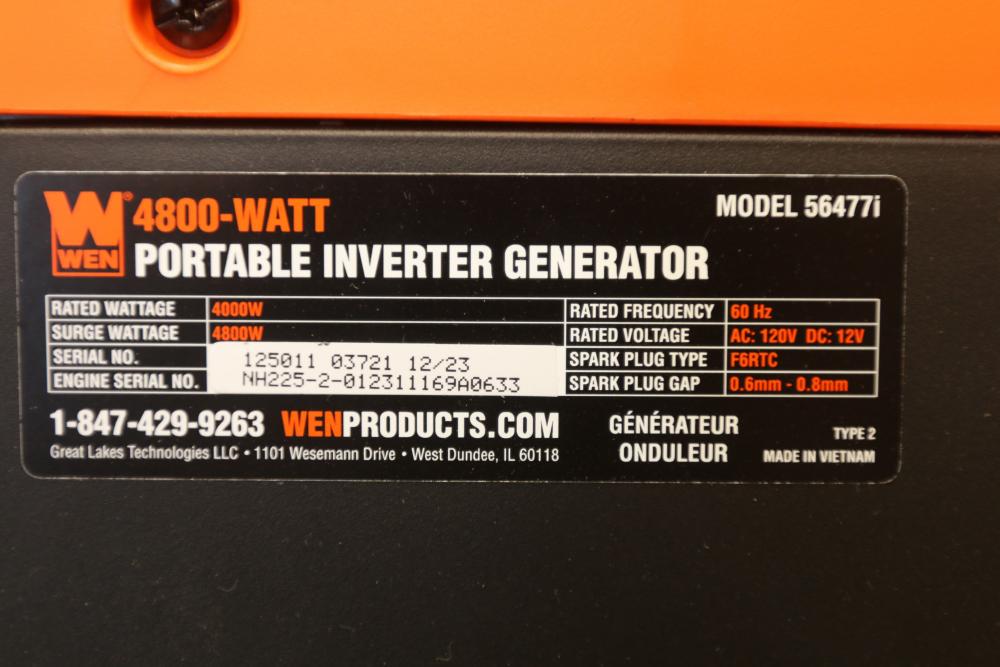 WEN® 4800-WATT
PORTABLE INVERTER GENERATOR
MODEL 56477i
RATED WATTAGE 4000W
SURGE WATTAGE 4800W
SERIAL NO. 125011 03721 12/23
ENGINE SERIAL NO. NH225-2-012311169A0633
RATED FREQUENCY 60 Hz
RATED VOLTAGE AC: 120V DC: 12V
SPARK PLUG TYPE F6RTC
SPARK PLUG GAP 0.6mm - 0.8mm
1-847-429-9263 WENPRODUCTS.COM
Great Lakes Technologies LLC • 1101 Wesemann Drive • West Dundee, IL 60118
GÉNÉRATEUR
ONDULEUR
TYPE 2
MADE IN VIETNAM